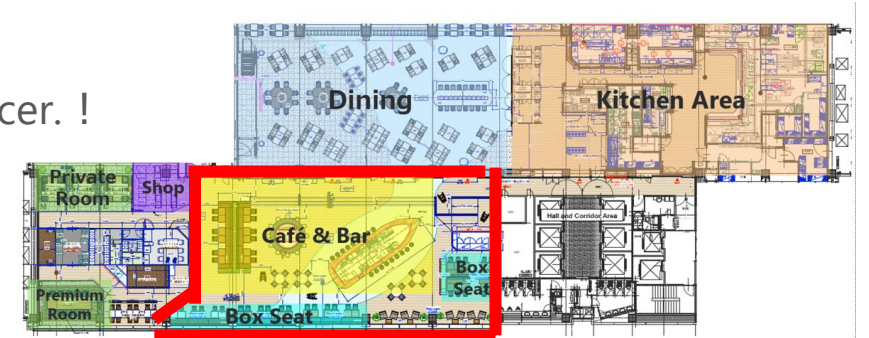 cer. !
Dining
Kitchen Area
Private
Room
Shop
Hall and Corridor Area
Café & Bar
Box
Seat
Premium
Room
Box Seat